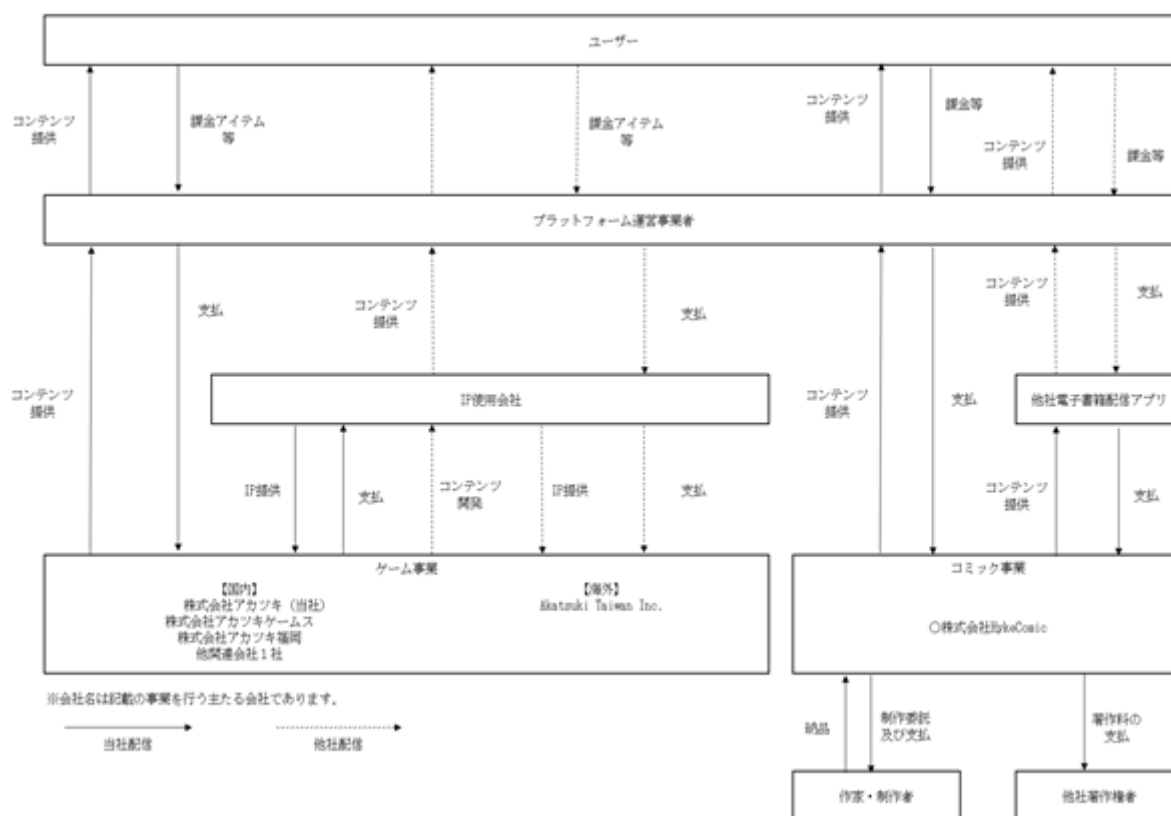 ユーザー
コンテンツ
提供
課金アイテム
等
課金アイテム
等
コンテンツ
提供
課金等
コンテンツ
提供
課金等
プラットフォーム運営事業者
コンテンツ
提供
支払
コンテンツ
提供
支払
コンテンツ
提供
支払
コンテンツ
提供
支払
IP使用会社
他社電子書籍配信アプリ
IP提供
支払
コンテンツ
開発
IP提供
支払
コンテンツ
提供
支払
ゲーム事業
【国内】
株式会社アカツキ（当社）
株式会社アカツキゲームス
株式会社アカツキ福岡
他関連会社１社
【海外】
Akatsuki Taiwan Inc.
コミック事業
○株式会社HykeComic
※会社名は記載の事業を行う主たる会社であります。
当社配信
他社配信
納品
制作委託
及び支払
著作料の
支払
作家・制作者
他社著作権者